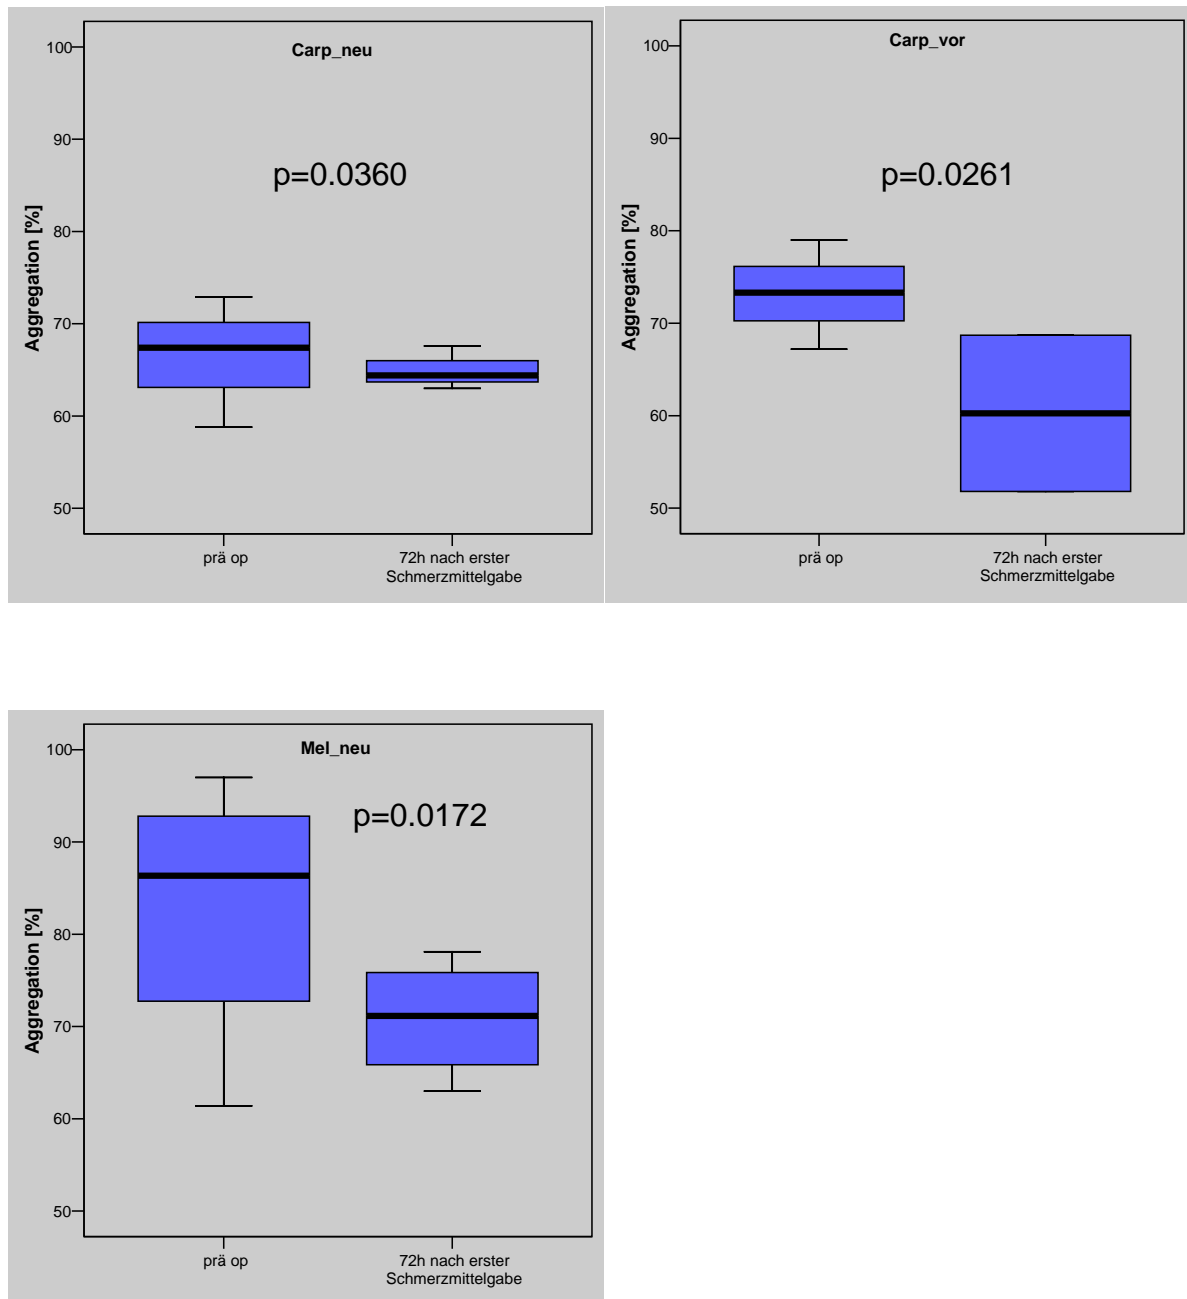 Carp_neu
p=0.0360
Aggregation [%]
100
90
80
70
60
50
prä op
72h nach erster
Schmerzmittelgabe
Carp_vor
p=0.0261
Aggregation [%]
100
90
80
70
60
50
prä op
72h nach erster
Schmerzmittelgabe
Mel_neu
p=0.0172
Aggregation [%]
100
90
80
70
60
50
prä op
72h nach erster
Schmerzmittelgabe